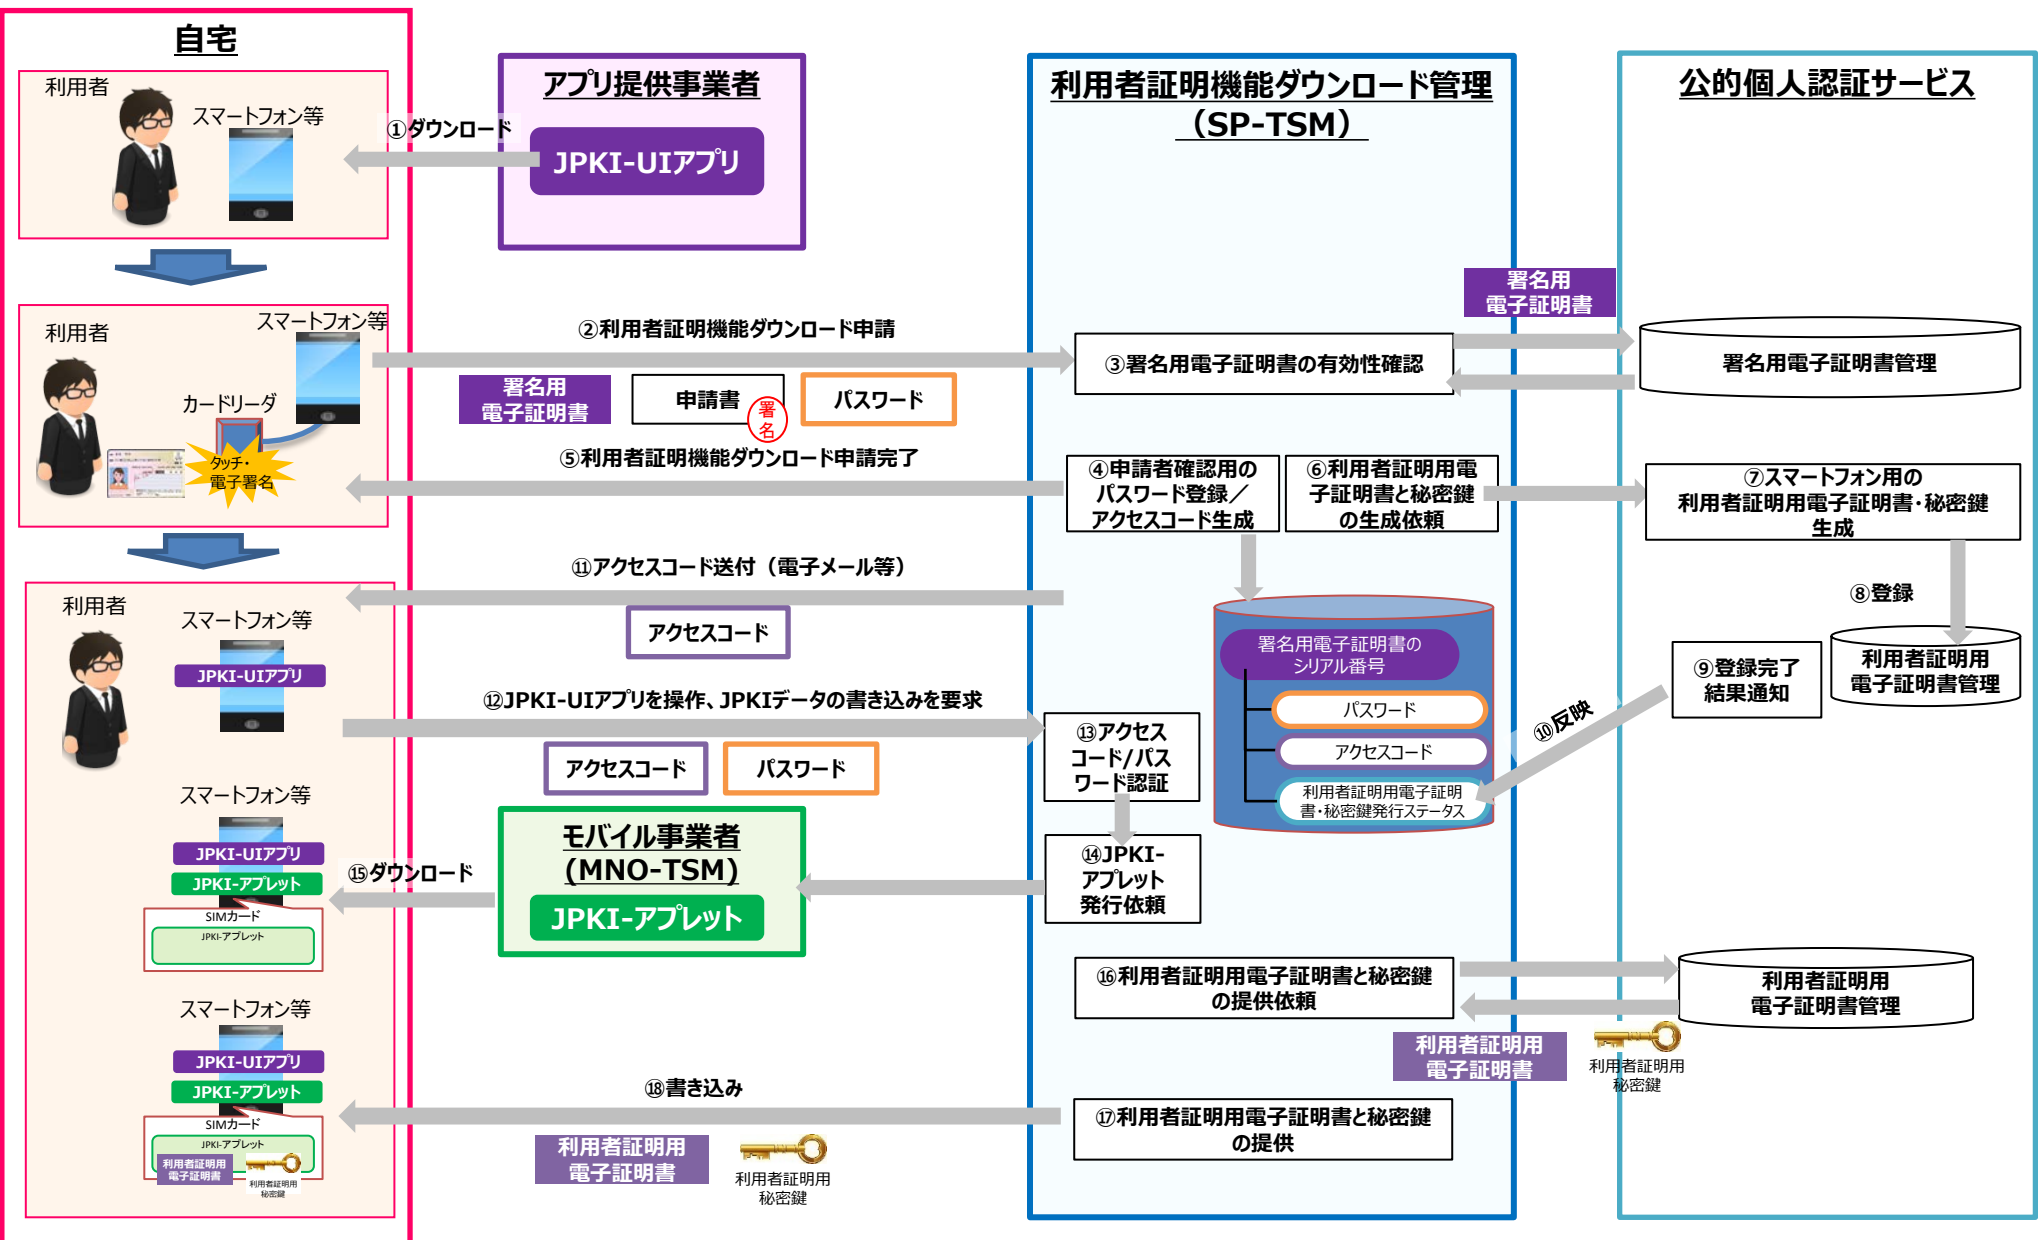 自宅
利用者
スマートフォン等
①ダウンロード
アプリ提供事業者
JPKI-UIアプリ
利用者証明機能ダウンロード管理
（SP-TSM）
公的個人認証サービス
利用者
スマートフォン等
カードリーダ
タッチ・
電子署名
②利用者証明機能ダウンロード申請
署名用
電子証明書
申請書
署
名
パスワード
③署名用電子証明書の有効性確認
署名用
電子証明書
署名用電子証明書管理
⑤利用者証明機能ダウンロード申請完了
④申請者確認用の
パスワード登録／
アクセスコード生成
⑥利用者証明用電
子証明書と秘密鍵
の生成依頼
⑦スマートフォン用の
利用者証明用電子証明書・秘密鍵
生成
⑧登録
利用者証明用
電子証明書管理
⑨登録完了
結果通知
⑩反映
署名用電子証明書の
シリアル番号
パスワード
アクセスコード
利用者証明用電子証明
書・秘密鍵発行ステータス
⑪アクセスコード送付（電子メール等）
アクセスコード
利用者
スマートフォン等
JPKI-UIアプリ
⑫JPKI-UIアプリを操作、JPKIデータの書き込みを要求
アクセスコード
パスワード
⑬アクセス
コード/パス
ワード認証
⑭JPKI-
アプレット
発行依頼
モバイル事業者
(MNO-TSM)
JPKI-アプレット
⑮ダウンロード
スマートフォン等
JPKI-UIアプリ
JPKI-アプレット
SIMカード
JPKI-アプレット
⑯利用者証明用電子証明書と秘密鍵
の提供依頼
利用者証明用
電子証明書管理
利用者証明用
電子証明書
利用者証明用
秘密鍵
⑰利用者証明用電子証明書と秘密鍵
の提供
⑱書き込み
利用者証明用
電子証明書
利用者証明用
秘密鍵
スマートフォン等
JPKI-UIアプリ
JPKI-アプレット
SIMカード
JPKI-アプレット
利用者証明用
電子証明書
利用者証明用
秘密鍵